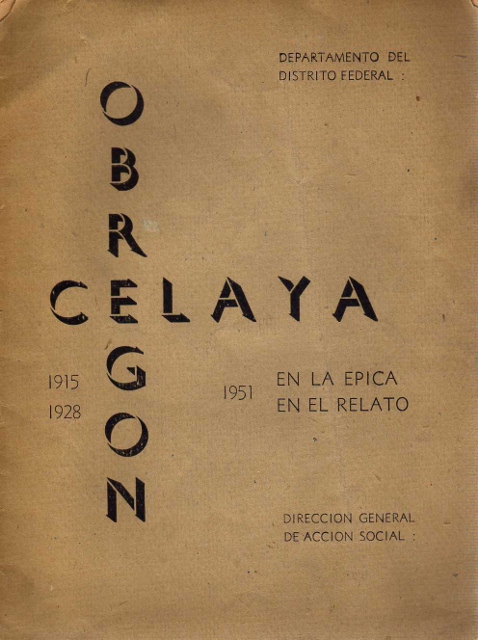 DEPARTAMENTO DEL
DISTRITO FEDERAL :
OBREGON
CELAYA
1915
1928
1951
EN LA EPICA
EN EL RELATO
DIRECCION GENERAL
DE ACCION SOCIAL :